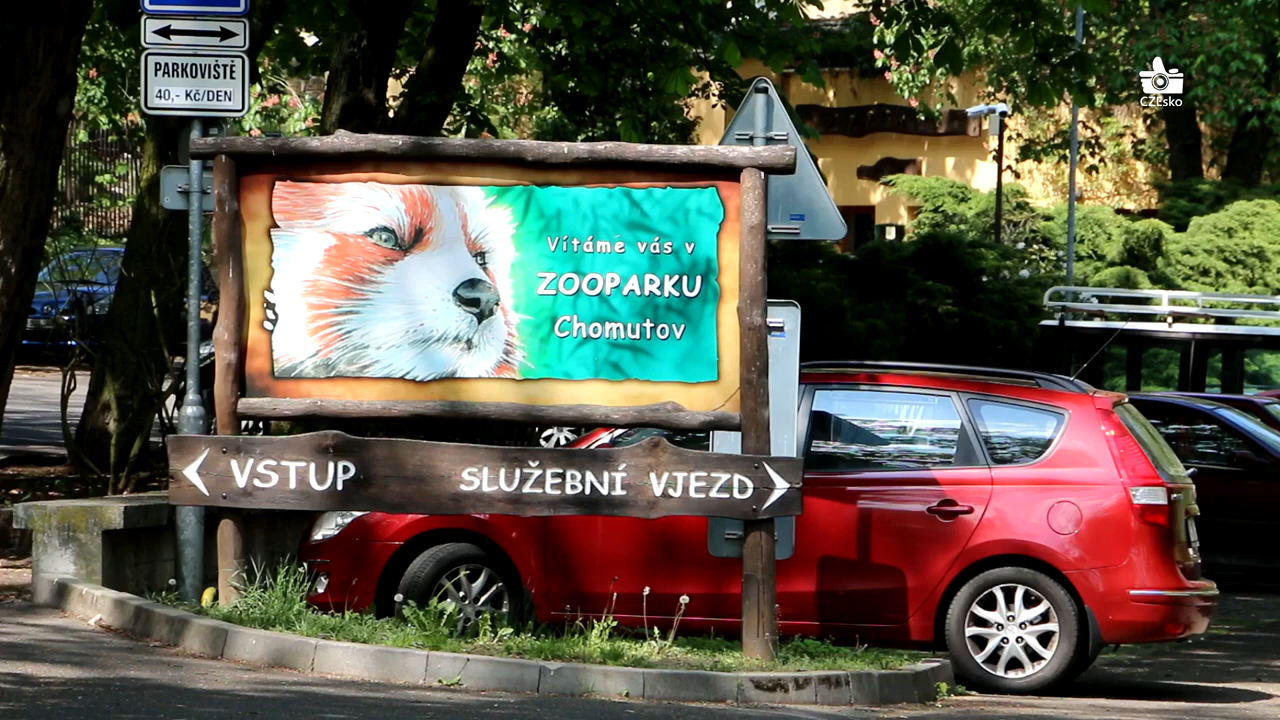 PARKOVIŠTĚ
40,- Kč/DEN
CZEsko
Vítáme vás v
ZOOPARKU
Chomutov
VSTUP SLUŽEBNÍ VJEZD